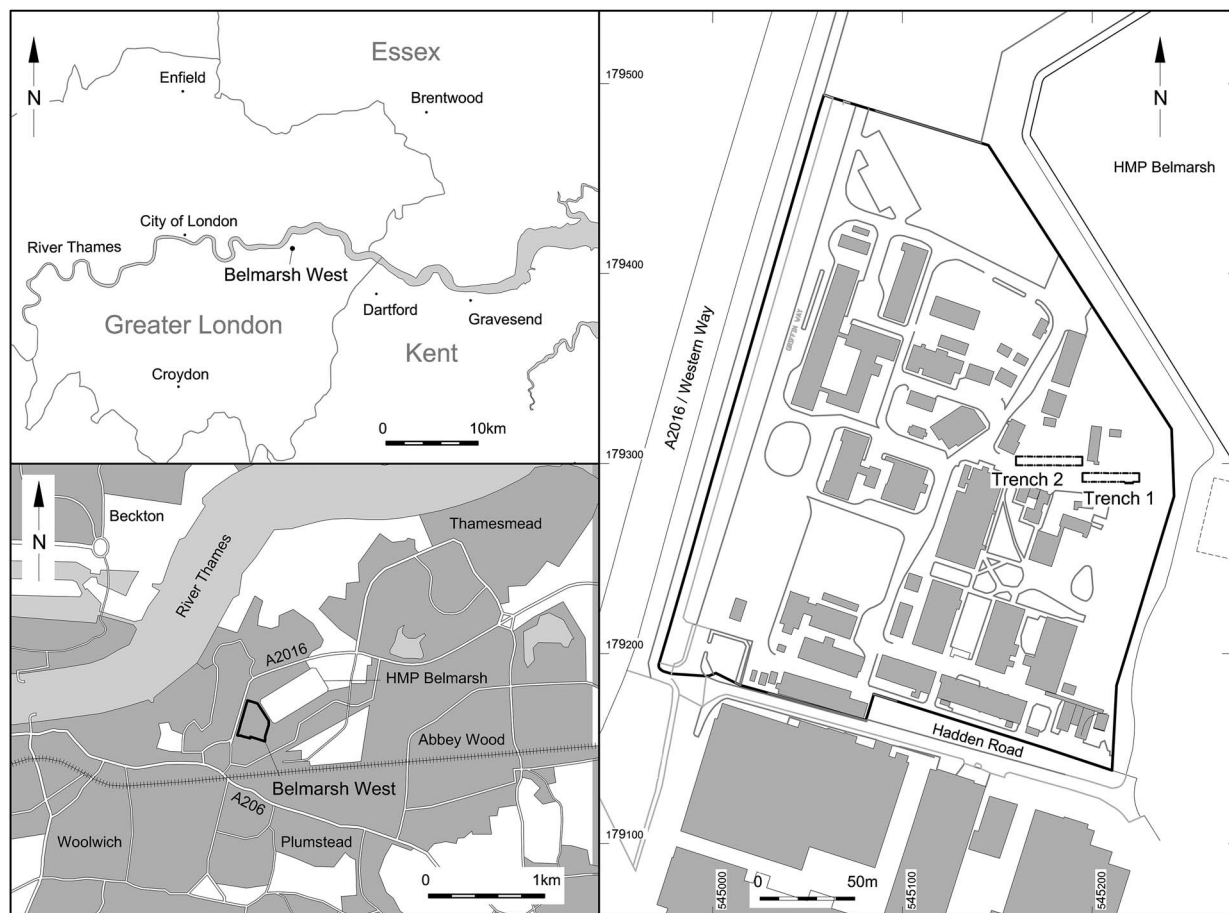 Essex
Enfield
N
Brentwood
City of London
River Thames
Belmarsh West
Dartford
Gravesend
Greater London
Kent
Croydon
0 10km
Beckton
N
River Thames
Thamesmead
A2016
HMP Belmarsh
Abbey Wood
Belmarsh West
A206
Woolwich
Plumstead
0 1km
179500
N
HMP Belmarsh
179400
GRIFFIN WAY
A2016 / Western Way
179300
Trench 2
Trench 1
179200
Hadden Road
179100
0 50m
545000
545100
545200